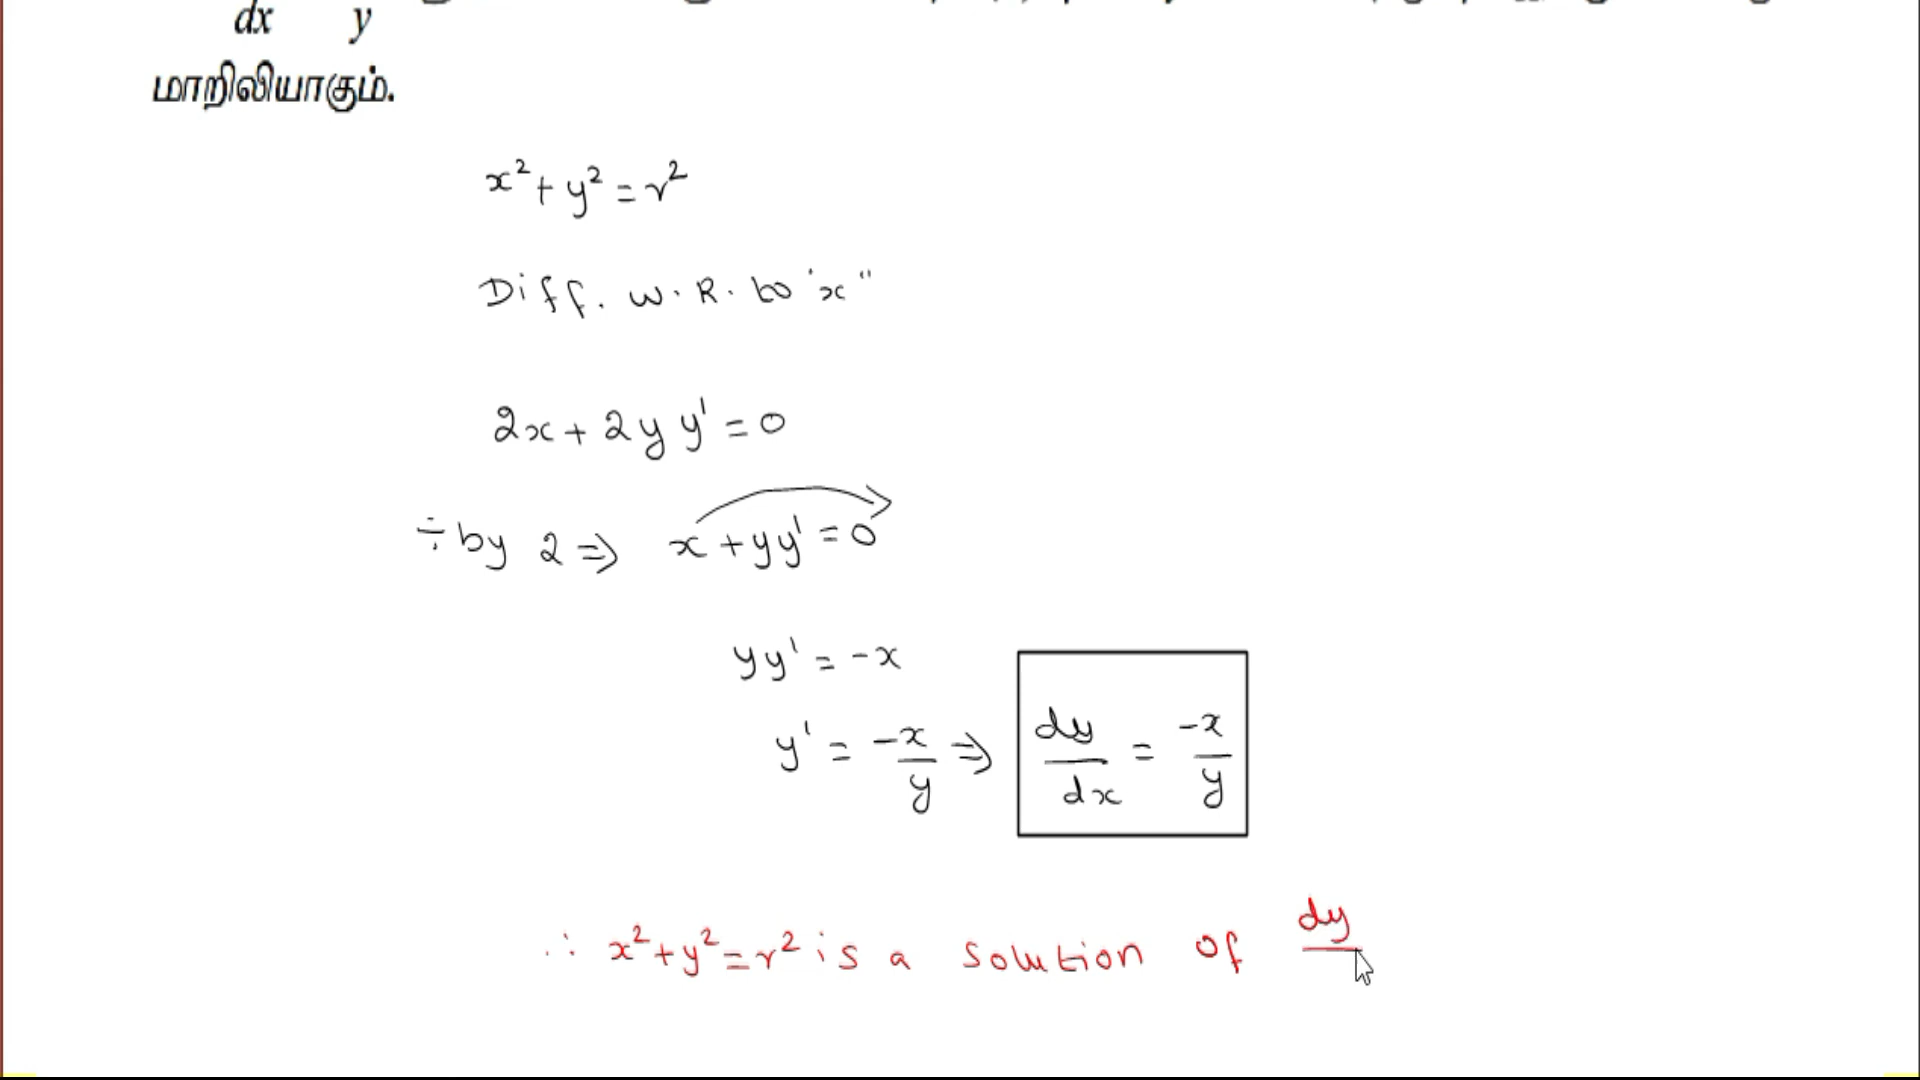 dx y
மாறிலியாகும்.
x² + y² = r²
Diff. W.R. to 'x"
2x + 2y y' = 0
÷ by 2 ⇒ x + yy' = 0
yy' = -x
y' = -x/y ⇒ dy/dx = -x/y
∴ x² + y² = r² is a solution of dy